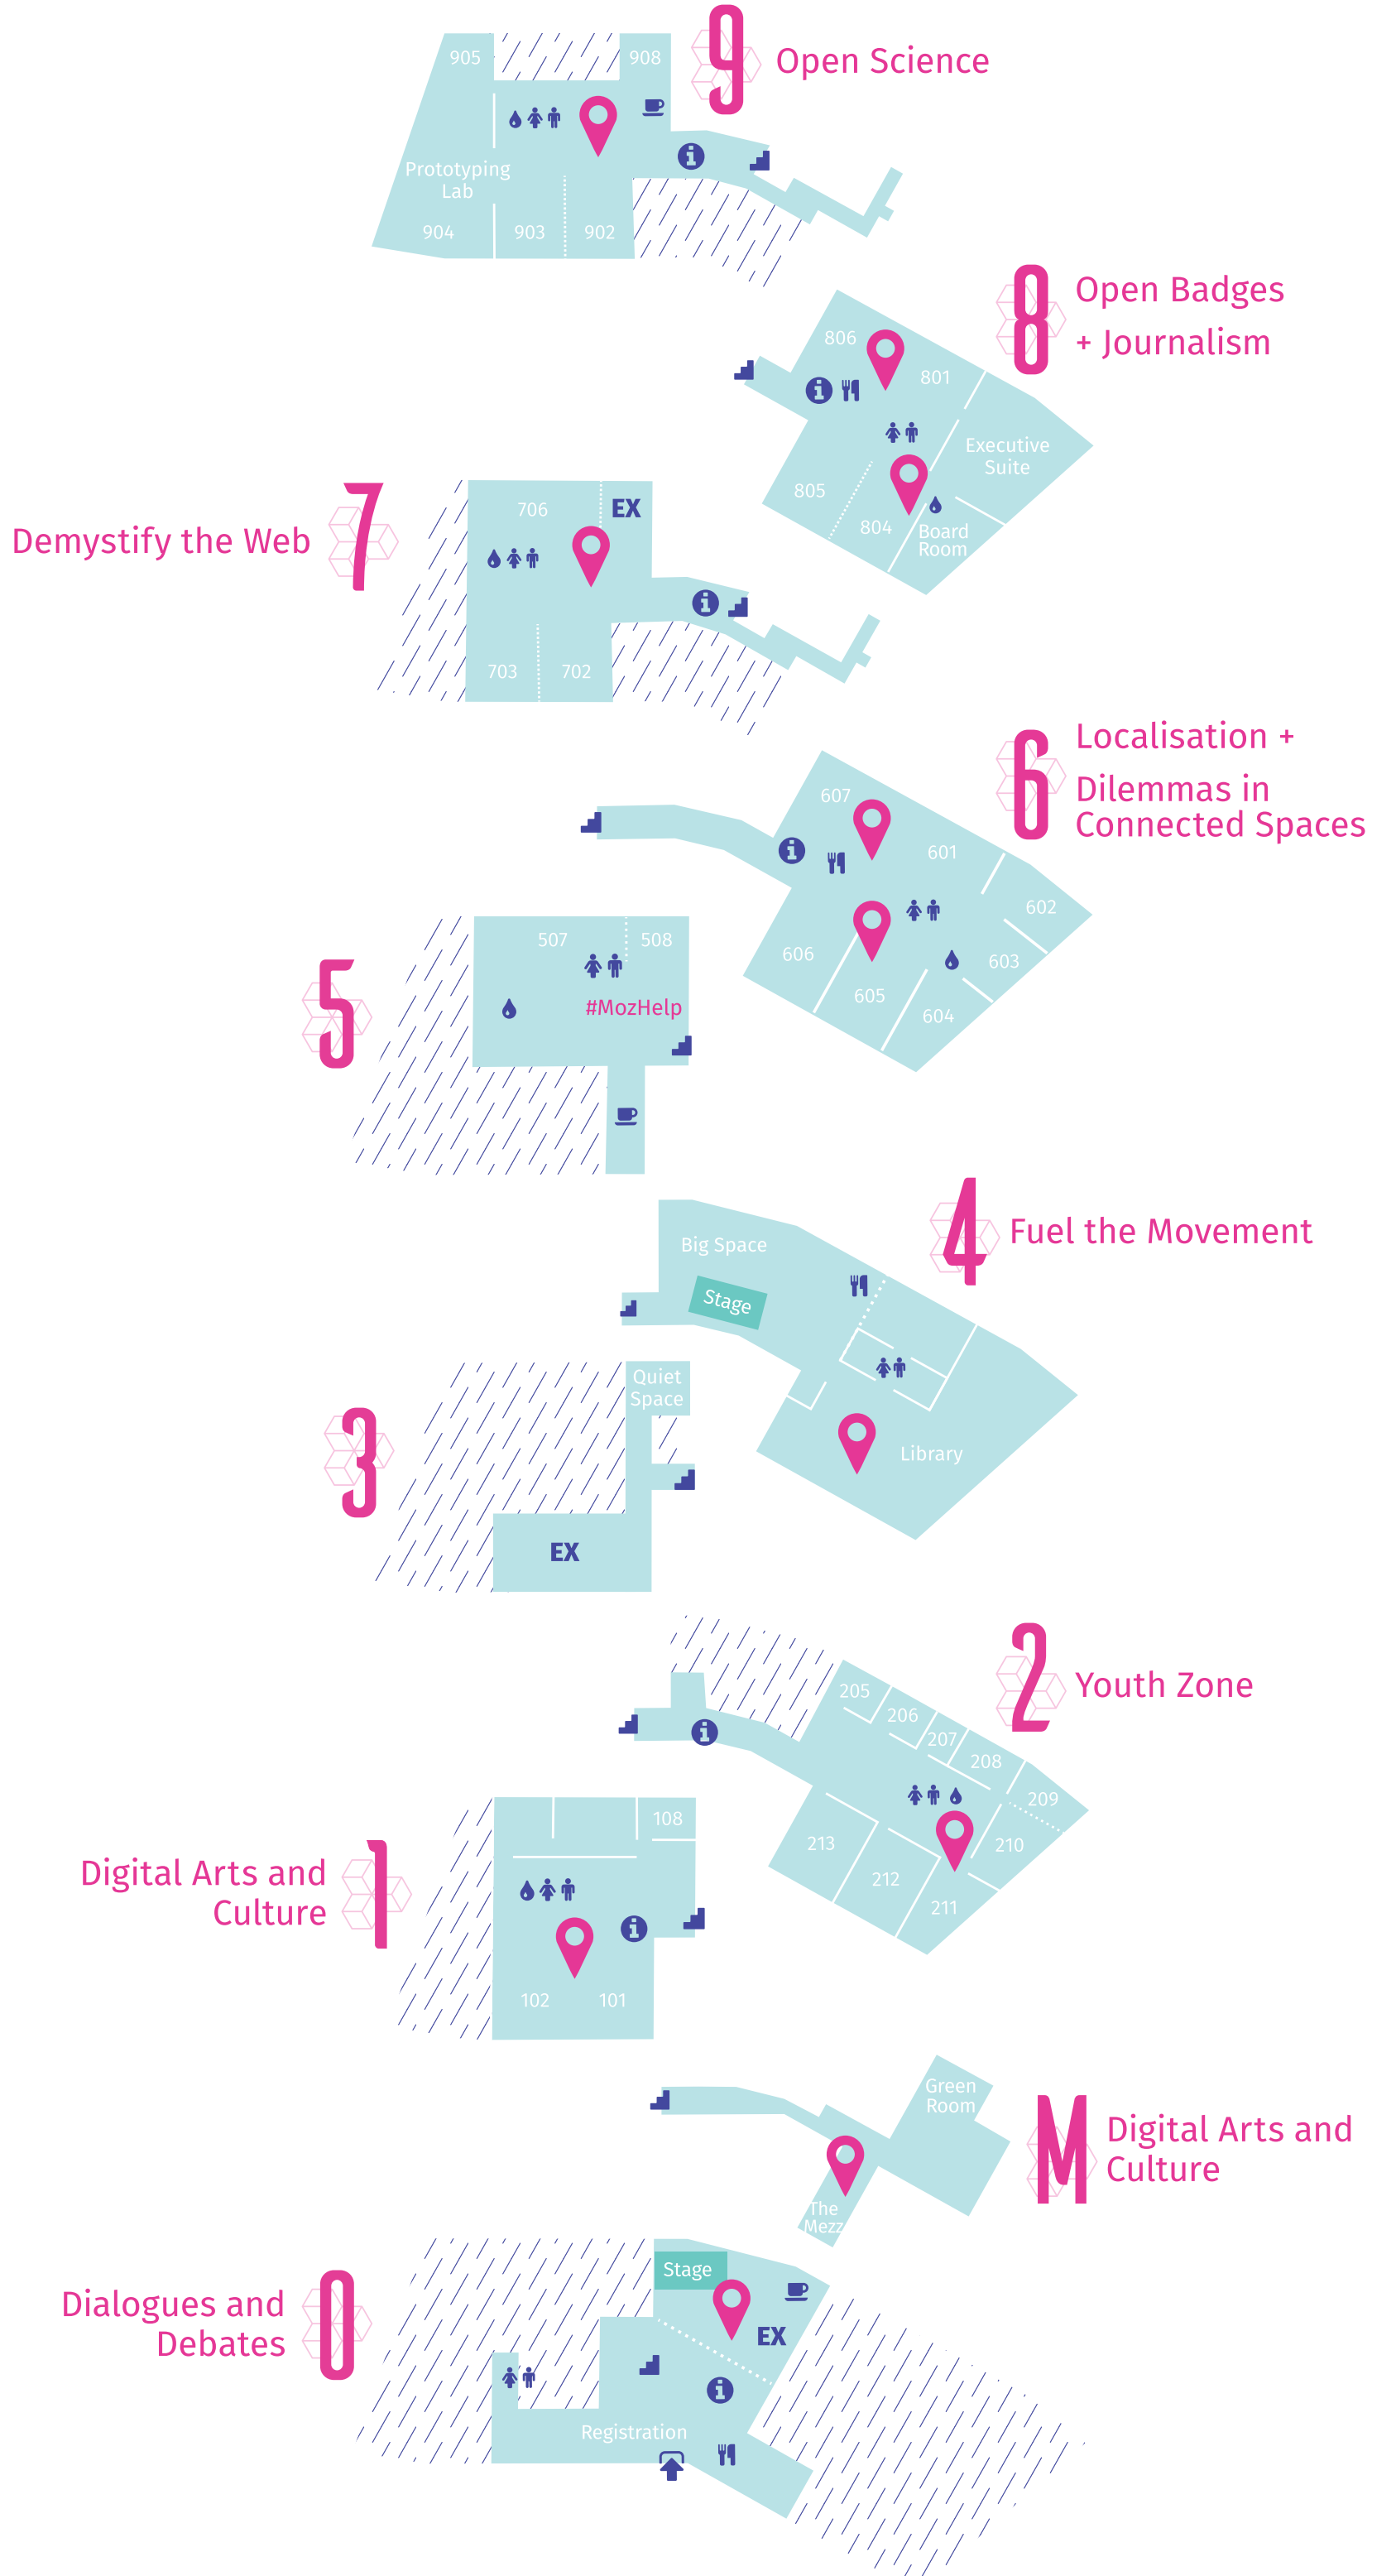 905
908
9
Open Science
Prototyping
Lab
904
903
902
8
Open Badges
+ Journalism
806
801
Executive
Suite
805
804
Board
Room
7
Demystify the Web
706
EX
703
702
6
Localisation +
Dilemmas in
Connected Spaces
607
601
602
603
606
605
604
5
507
508
#MozHelp
4
Fuel the Movement
Big Space
Stage
Library
3
Quiet
Space
EX
2
Youth Zone
205
206
207
208
209
210
213
212
211
1
Digital Arts and
Culture
108
102
101
M
Digital Arts and
Culture
Green
Room
The
Mezz
0
Dialogues and
Debates
Stage
EX
Registration